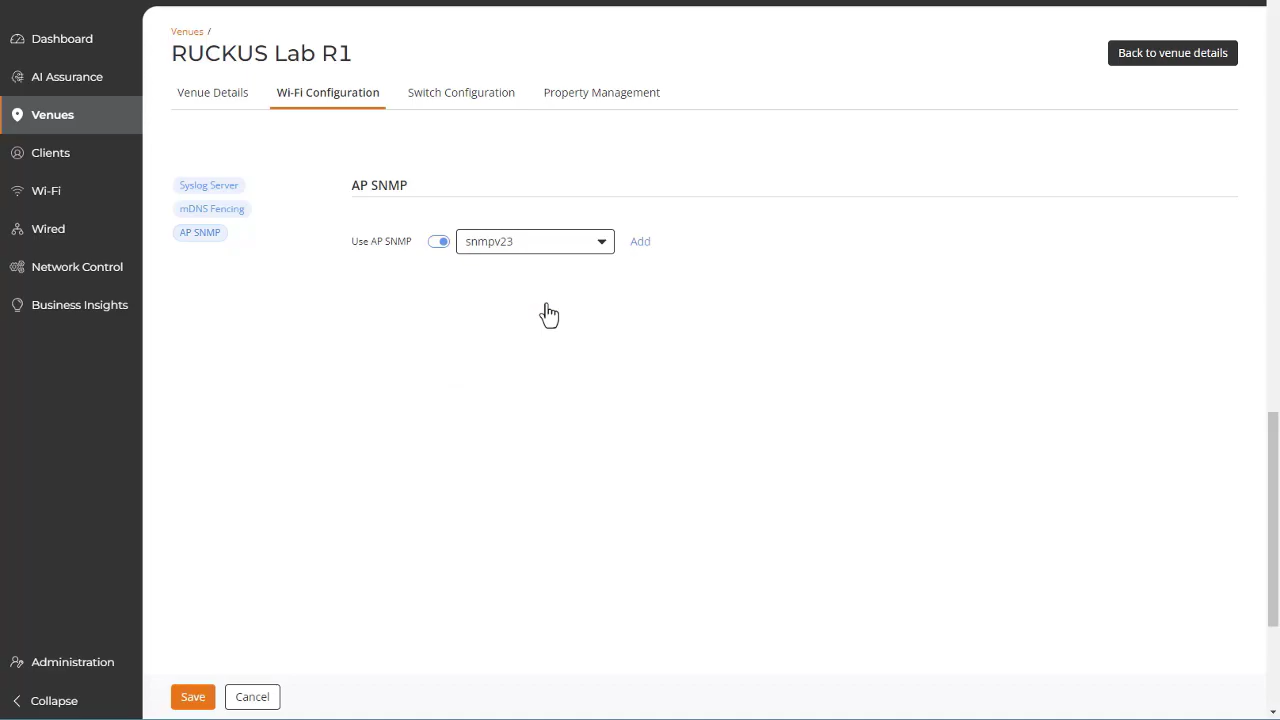 Dashboard
AI Assurance
Venues
Clients
Wi-Fi
Wired
Network Control
Business Insights
Administration
Collapse
Venues /
RUCKUS Lab R1
Back to venue details
Venue Details
Wi-Fi Configuration
Switch Configuration
Property Management
Syslog Server
mDNS Fencing
AP SNMP
AP SNMP
Use AP SNMP
snmpv23
Add
Save
Cancel